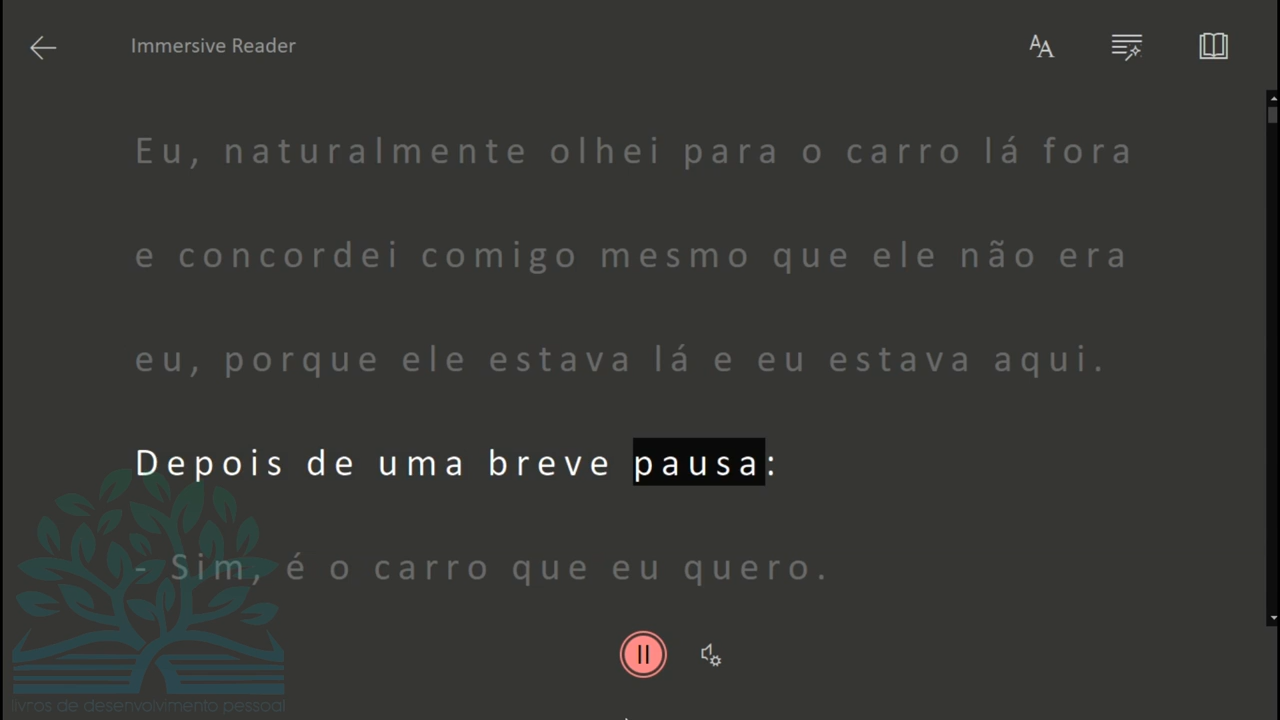 Immersive Reader
Eu, naturalmente olhei para o carro lá fora
e concordei comigo mesmo que ele não era
eu, porque ele estava lá e eu estava aqui.
Depois de uma breve pausa:
- Sim, é o carro que eu quero.
livros de desenvolvimento pessoal